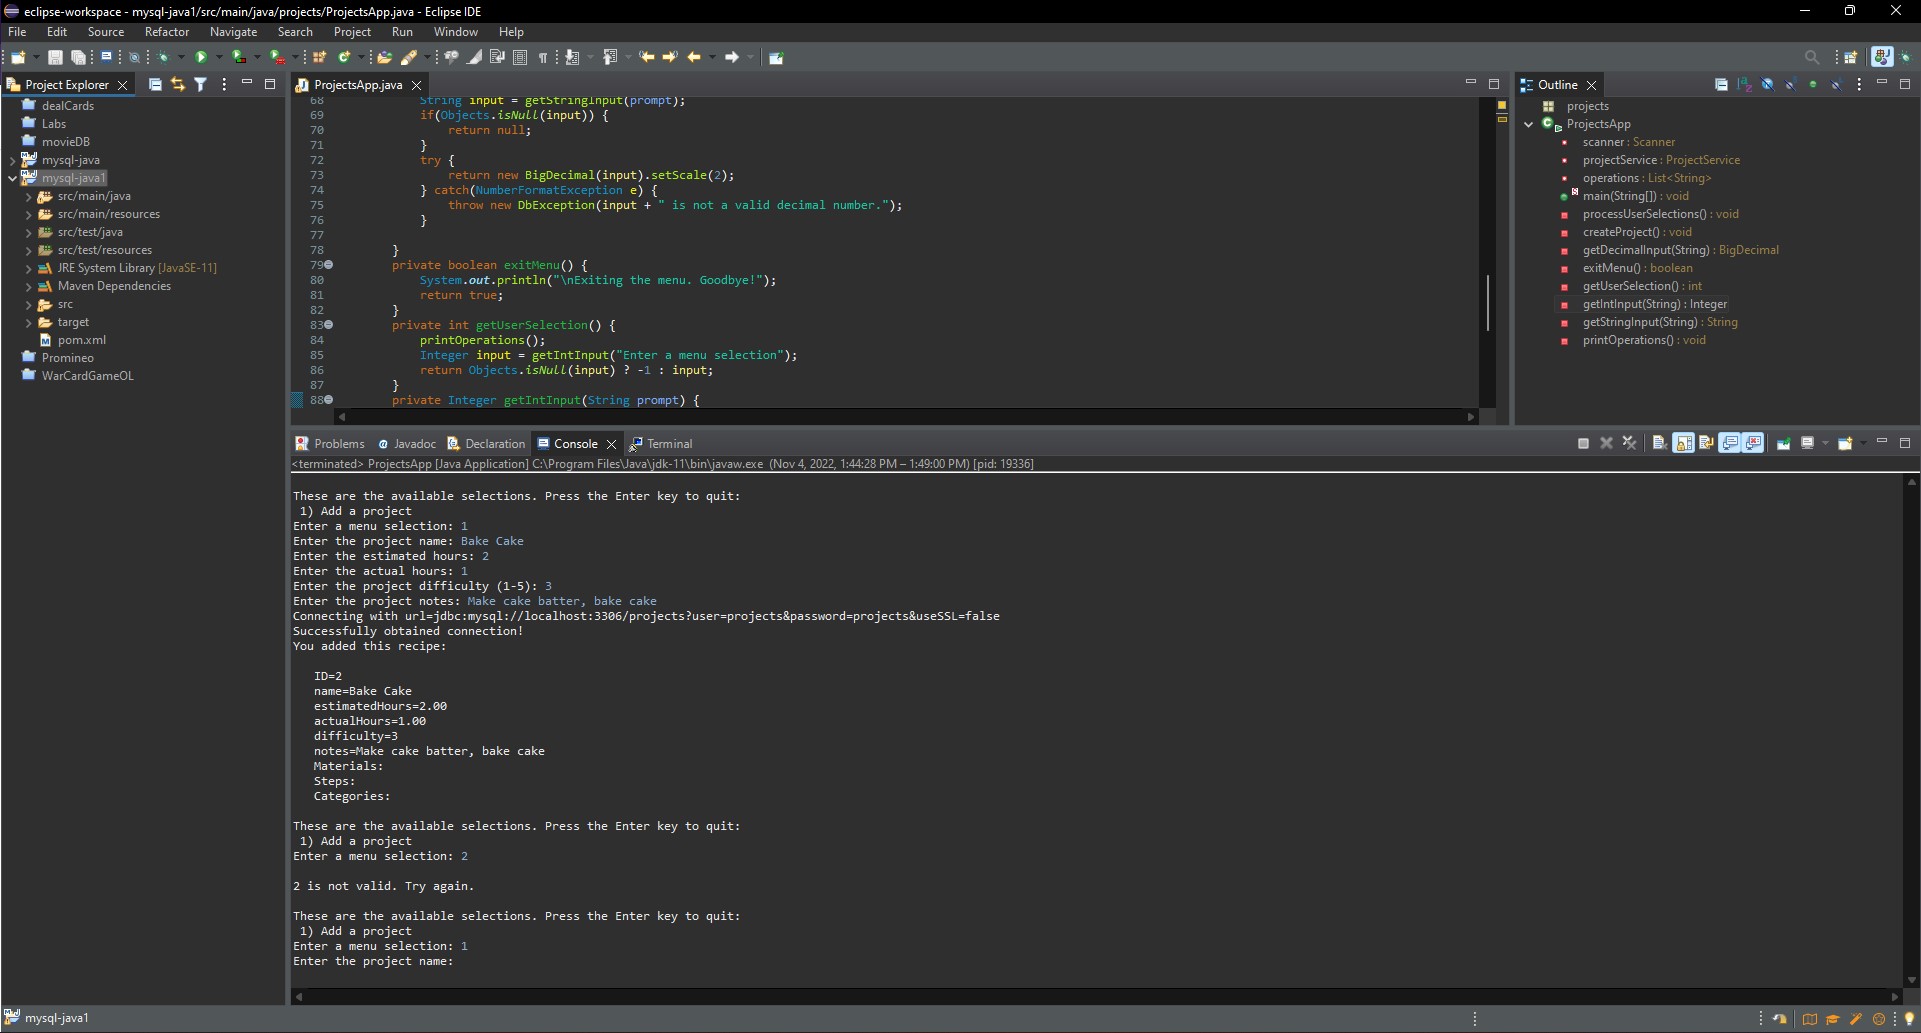 eclipse-workspace - mysql-java1/src/main/java/projects/ProjectsApp.java - Eclipse IDE
File Edit Source Refactor Navigate Search Project Run Window Help
Project Explorer
dealCards
Labs
movieDB
mysql-java
mysql-java1
src/main/java
src/main/resources
src/test/java
src/test/resources
JRE System Library [JavaSE-11]
Maven Dependencies
src
target
pom.xml
Promineo
WarCardGameOL
ProjectsApp.java
68 String input = getStringInput(prompt);
69 if(Objects.isNull(input)) {
70 return null;
71 }
72 try {
73 return new BigDecimal(input).setScale(2);
74 } catch(NumberFormatException e) {
75 throw new DbException(input + " is not a valid decimal number.");
76 }
77
78 }
79 private boolean exitMenu() {
80 System.out.println("\nExiting the menu. Goodbye!");
81 return true;
82 }
83 private int getUserSelection() {
84 printOperations();
85 Integer input = getIntInput("Enter a menu selection");
86 return Objects.isNull(input) ? -1 : input;
87 }
88 private Integer getIntInput(String prompt) {
Outline
projects
ProjectsApp
scanner : Scanner
projectService : ProjectService
operations : List<String>
main(String[]) : void
processUserSelections() : void
createProject() : void
getDecimalInput(String) : BigDecimal
exitMenu() : boolean
getUserSelection() : int
getIntInput(String) : Integer
getStringInput(String) : String
printOperations() : void
Problems Javadoc Declaration Console Terminal
<terminated> ProjectsApp [Java Application] C:\Program Files\Java\jdk-11\bin\javaw.exe (Nov 4, 2022, 1:44:28 PM – 1:49:00 PM) [pid: 19336]
These are the available selections. Press the Enter key to quit:
1) Add a project
Enter a menu selection: 1
Enter the project name: Bake Cake
Enter the estimated hours: 2
Enter the actual hours: 1
Enter the project difficulty (1-5): 3
Enter the project notes: Make cake batter, bake cake
Connecting with url=jdbc:mysql://localhost:3306/projects?user=projects&password=projects&useSSL=false
Successfully obtained connection!
You added this recipe:
ID=2
name=Bake Cake
estimatedHours=2.00
actualHours=1.00
difficulty=3
notes=Make cake batter, bake cake
Materials:
Steps:
Categories:
These are the available selections. Press the Enter key to quit:
1) Add a project
Enter a menu selection: 2
2 is not valid. Try again.
These are the available selections. Press the Enter key to quit:
1) Add a project
Enter a menu selection: 1
Enter the project name:
mysql-java1